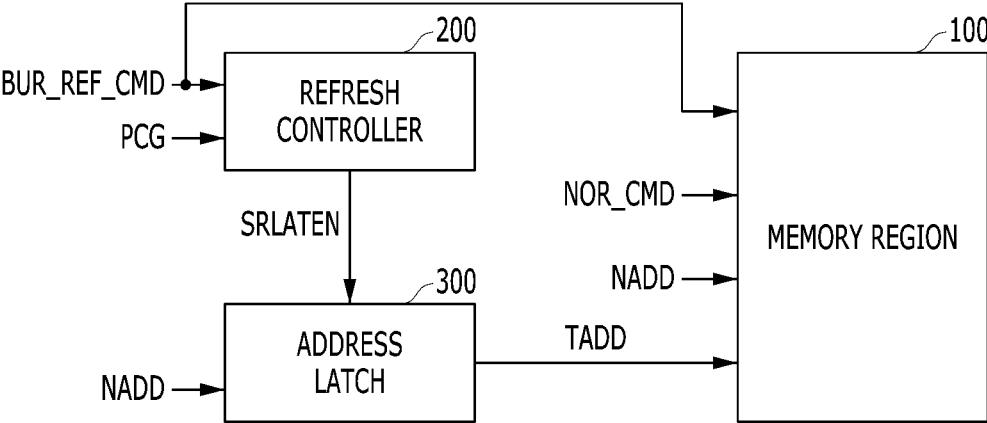 200
100
BUR_REF_CMD
REFRESH
CONTROLLER
PCG
NOR_CMD
SRLATEN
MEMORY REGION
NADD
300
ADDRESS
LATCH
TADD
NADD